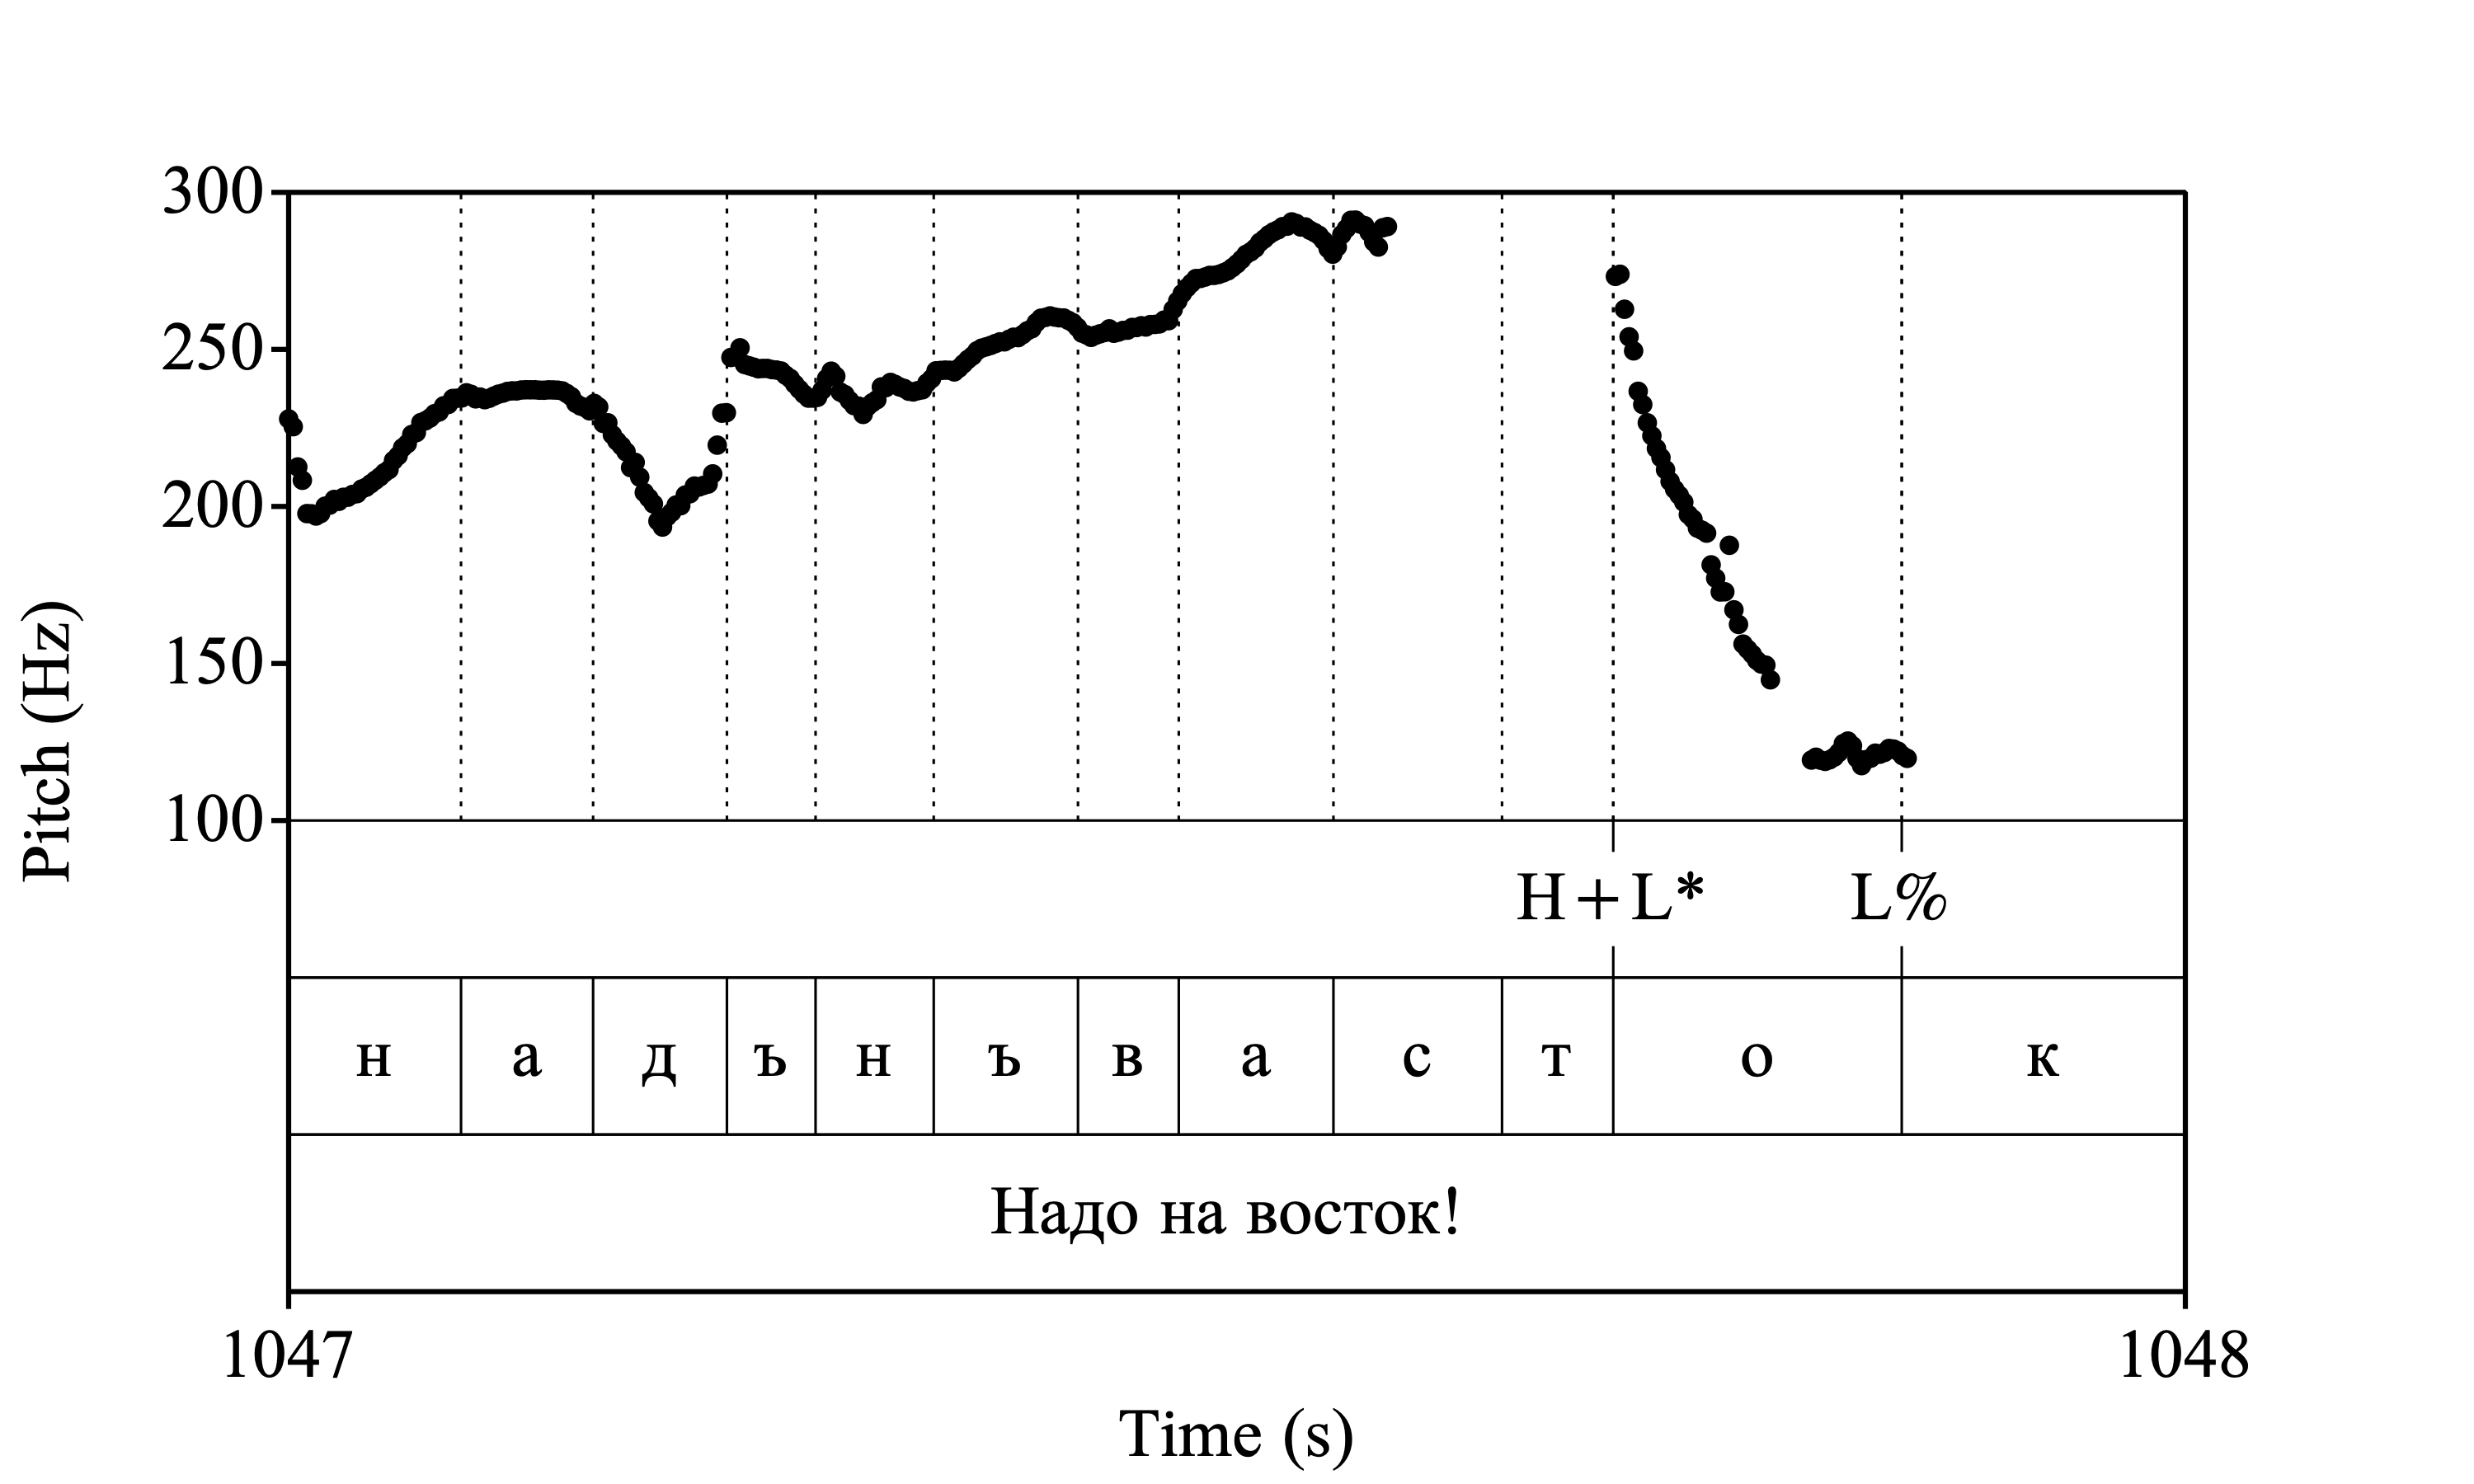 300
250
200
150
100
Pitch (Hz)
H+L* L%
н а д ъ н ъ в а с т о к
Надо на восток!
1047 1048
Time (s)